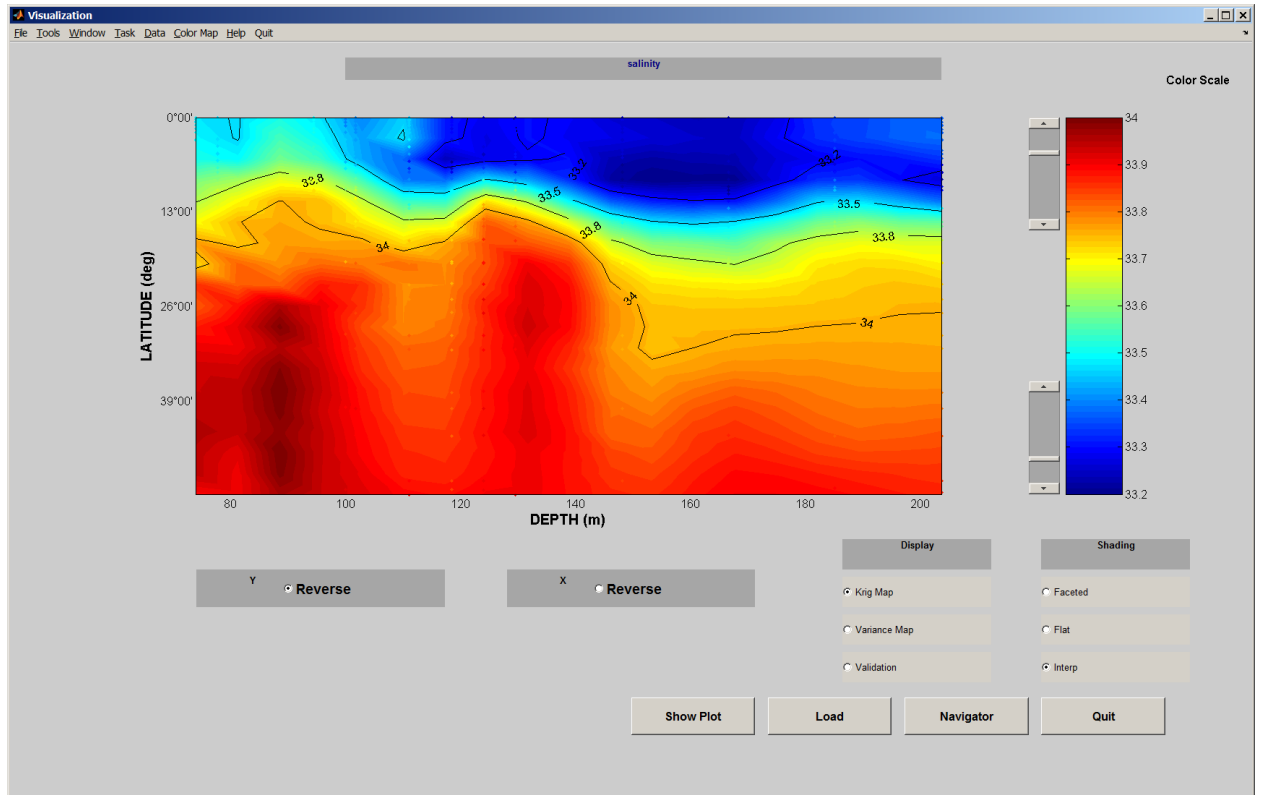 Visualization
File Tools Window Task Data Color Map Help Quit
salinity
Color Scale
0°00'
13°00'
26°00'
39°00'
LATITUDE (deg)
80 100 120 140 160 180 200
DEPTH (m)
33.8
34
33.2
33.5
33.8
34
33.2
33.5
33.8
34
34
33.9
33.8
33.7
33.6
33.5
33.4
33.3
33.2
Y Reverse
X Reverse
Display
Krig Map
Variance Map
Validation
Shading
Faceted
Flat
Interp
Show Plot Load Navigator Quit